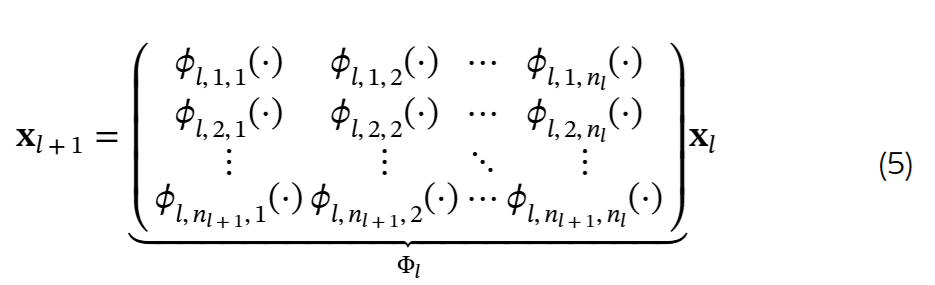 𝐱_{l+1} = ( ϕ_{l,1,1}(·) ϕ_{l,1,2}(·) ⋯ ϕ_{l,1,n_l}(·)
ϕ_{l,2,1}(·) ϕ_{l,2,2}(·) ⋯ ϕ_{l,2,n_l}(·)
⋮ ⋮ ⋱ ⋮
ϕ_{l,n_{l+1},1}(·) ϕ_{l,n_{l+1},2}(·) ⋯ ϕ_{l,n_{l+1},n_l}(·) ) 𝐱_l
Φ_l
(5)